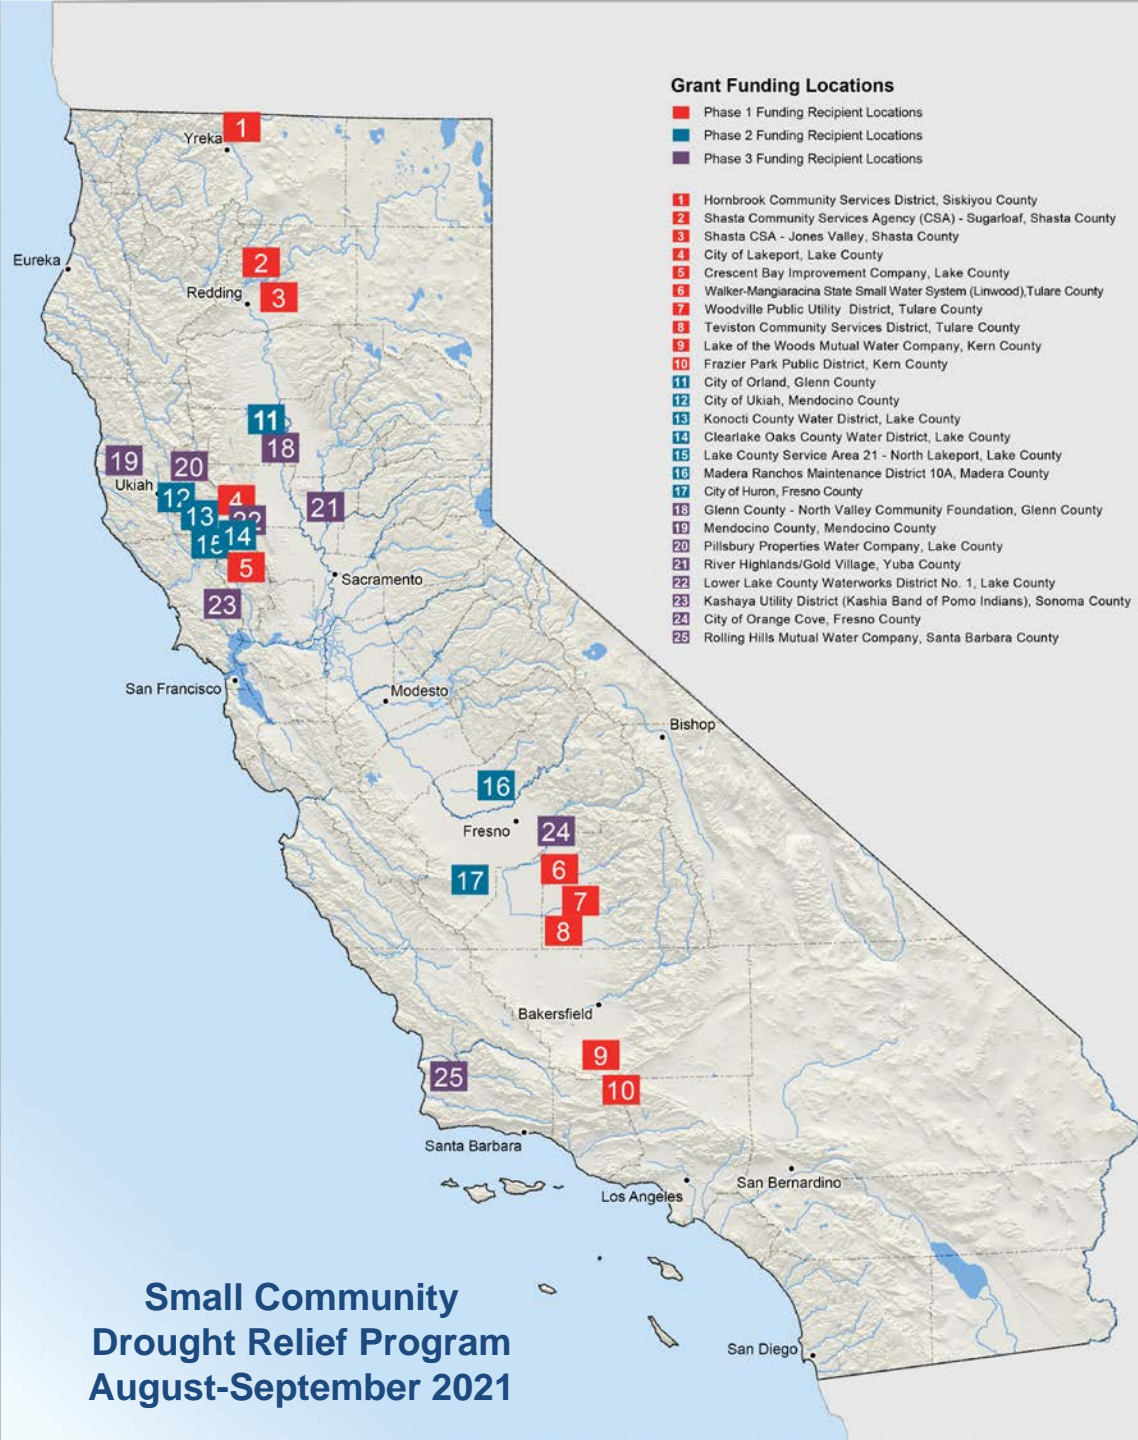 Grant Funding Locations
Phase 1 Funding Recipient Locations
Phase 2 Funding Recipient Locations
Phase 3 Funding Recipient Locations
1 Hornbrook Community Services District, Siskiyou County
2 Shasta Community Services Agency (CSA) - Sugarloaf, Shasta County
3 Shasta CSA - Jones Valley, Shasta County
4 City of Lakeport, Lake County
5 Crescent Bay Improvement Company, Lake County
6 Walker-Mangiaracina State Small Water System (Linwood),Tulare County
7 Woodville Public Utility District, Tulare County
8 Teviston Community Services District, Tulare County
9 Lake of the Woods Mutual Water Company, Kern County
10 Frazier Park Public District, Kern County
11 City of Orland, Glenn County
12 City of Ukiah, Mendocino County
13 Konocti County Water District, Lake County
14 Clearlake Oaks County Water District, Lake County
15 Lake County Service Area 21 - North Lakeport, Lake County
16 Madera Ranchos Maintenance District 10A, Madera County
17 City of Huron, Fresno County
18 Glenn County - North Valley Community Foundation, Glenn County
19 Mendocino County, Mendocino County
20 Pillsbury Properties Water Company, Lake County
21 River Highlands/Gold Village, Yuba County
22 Lower Lake County Waterworks District No. 1, Lake County
23 Kashaya Utility District (Kashia Band of Pomo Indians), Sonoma County
24 City of Orange Cove, Fresno County
25 Rolling Hills Mutual Water Company, Santa Barbara County
1
Yreka
Eureka
2
Redding
3
11
18
19
20
Ukiah
12
4
13
22
21
15
14
5
Sacramento
23
San Francisco
Modesto
Bishop
16
Fresno
24
6
17
7
8
Bakersfield
9
25
10
Santa Barbara
Los Angeles
San Bernardino
San Diego
Small Community
Drought Relief Program
August-September 2021